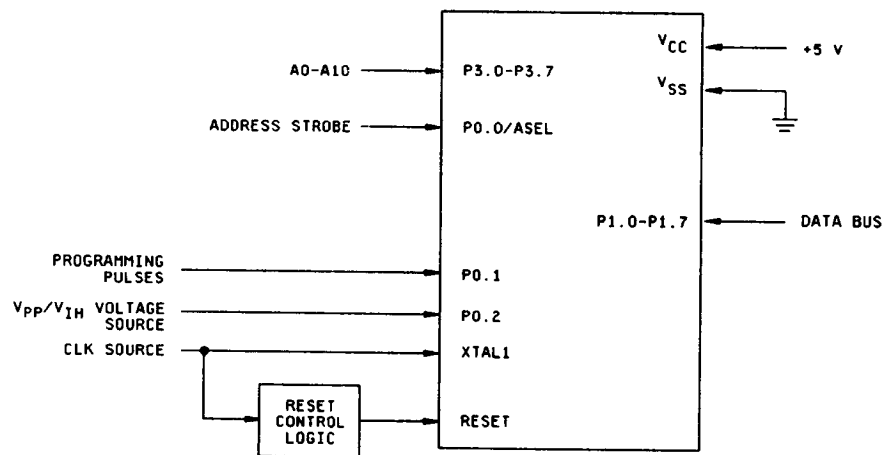 A0-A10
P3.0-P3.7
VCC
+5 V
VSS
ADDRESS STROBE
P0.0/ASEL
P1.0-P1.7
DATA BUS
PROGRAMMING
PULSES
P0.1
VPP/VIH VOLTAGE
SOURCE
P0.2
CLK SOURCE
XTAL1
RESET
CONTROL
LOGIC
RESET